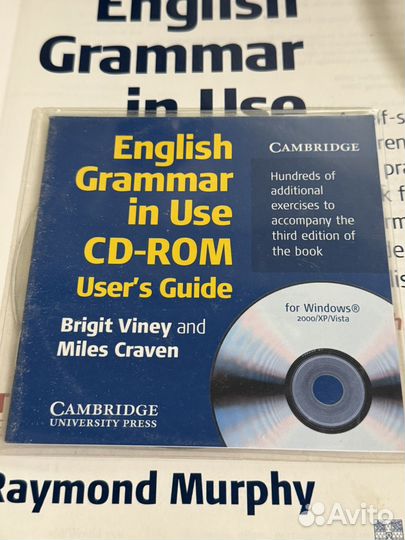 English
Grammar
in Use
English
Grammar
in Use
CD-ROM
User's Guide
Brigit Viney and
Miles Craven
CAMBRIDGE
UNIVERSITY PRESS
CAMBRIDGE
Hundreds of
additional
exercises to
accompany the
third edition of
the book
for Windows®
2000/XP/Vista
Raymond Murphy
Avito